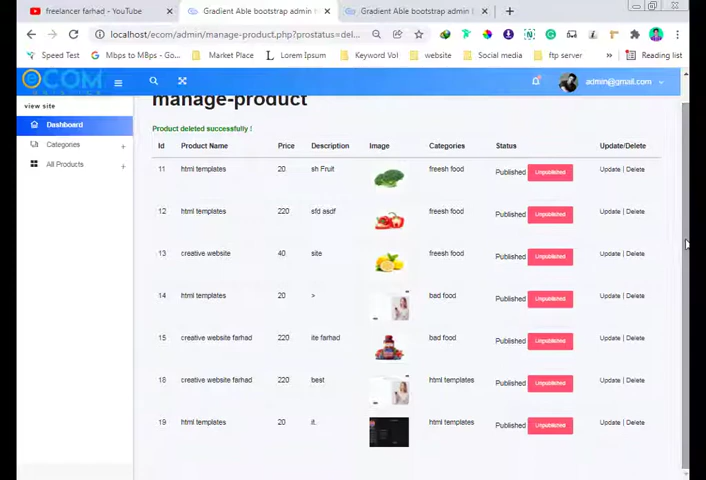 freelancer farhad - YouTube
Gradient Able bootstrap admin t
Gradient Able bootstrap admin t
localhost/ecom/admin/manage-product.php?prostatus=del...
Speed Test
Mbps to MBps - Go...
Market Place
Lorem Ipsum
Keyword Vol
website
Social media
ftp server
»
Reading list
eCOM
admin@gmail.com
view site
Dashboard
Categories
All Products
manage-product
Product deleted successfully !
Id Product Name Price Description Image Categories Status Update/Delete
11 html templates 20 sh Fruit freesh food Published Unpublished Update | Delete
12 html templates 220 sfd asdf freesh food Published Unpublished Update | Delete
13 creative website 40 site freesh food Published Unpublished Update | Delete
14 html templates 20 > bad food Published Unpublished Update | Delete
15 creative website farhad 220 ite farhad bad food Published Unpublished Update | Delete
18 creative website farhad 220 best html templates Published Unpublished Update | Delete
19 html templates 20 it. html templates Published Unpublished Update | Delete